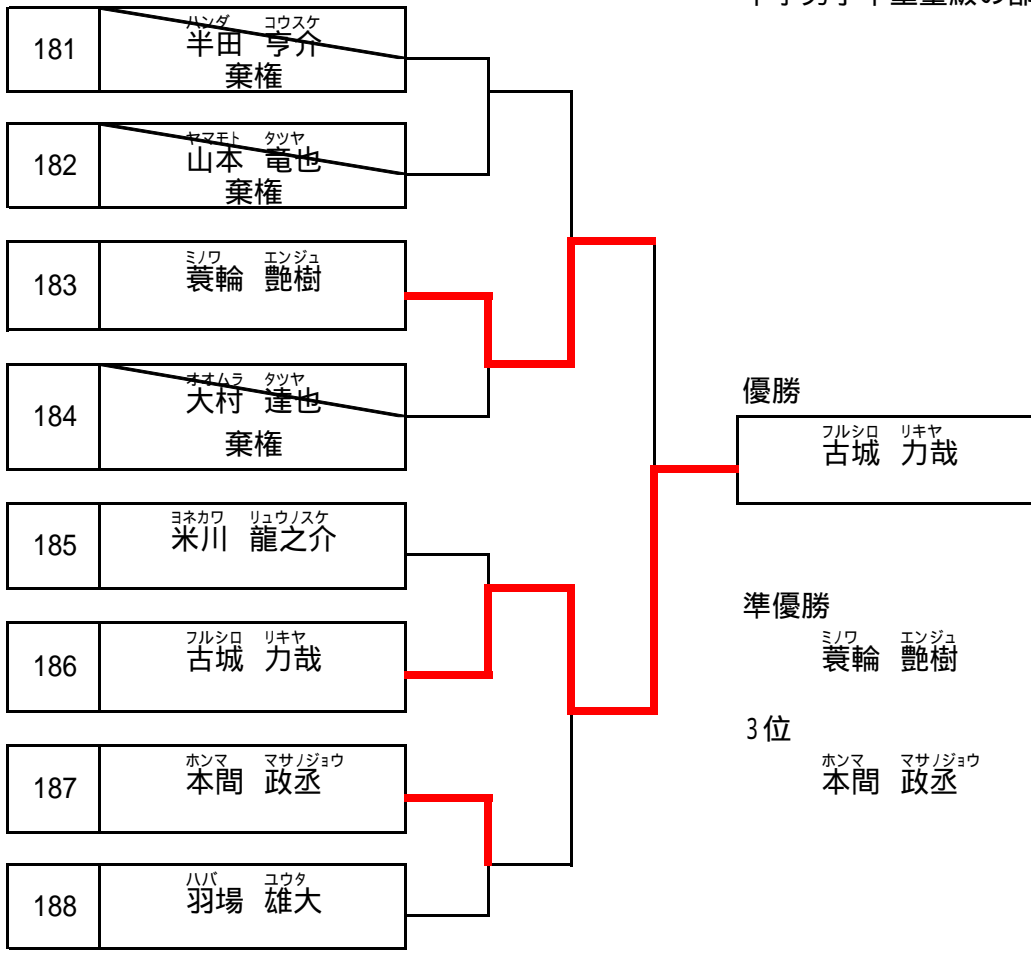 181
ハンダ コウスケ
半田 亨介
棄権
182
ヤマモト タツヤ
山本 竜也
棄権
183
ミノワ エンジュ
蓑輪 艶樹
184
オオムラ タツヤ
大村 達也
棄権
185
ヨネカワ リュウノスケ
米川 龍之介
186
フルシロ リキヤ
古城 力哉
187
ホンマ マサノジョウ
本間 政丞
188
ハバ ユウタ
羽場 雄大
優勝
フルシロ リキヤ
古城 力哉
準優勝
ミノワ エンジュ
蓑輪 艶樹
3位
ホンマ マサノジョウ
本間 政丞